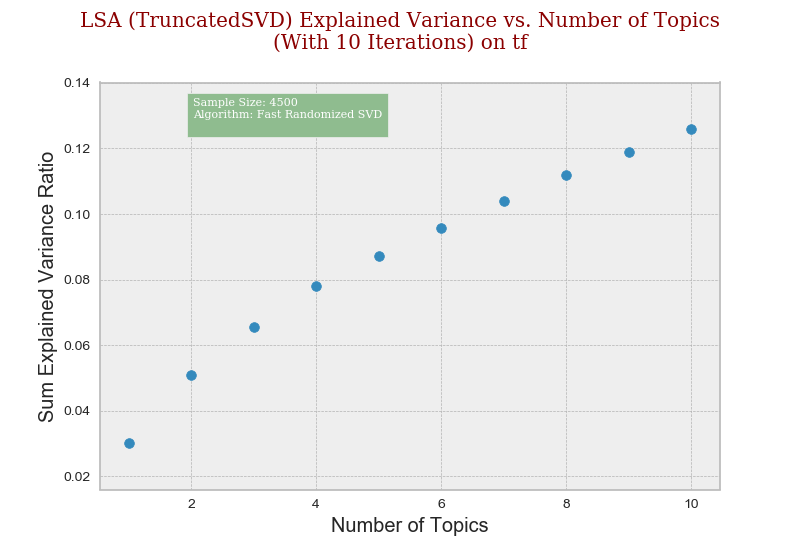 LSA (TruncatedSVD) Explained Variance vs. Number of Topics
(With 10 Iterations) on tf
Sample Size: 4500
Algorithm: Fast Randomized SVD
Sum Explained Variance Ratio
0.14
0.12
0.10
0.08
0.06
0.04
0.02
2 4 6 8 10
Number of Topics